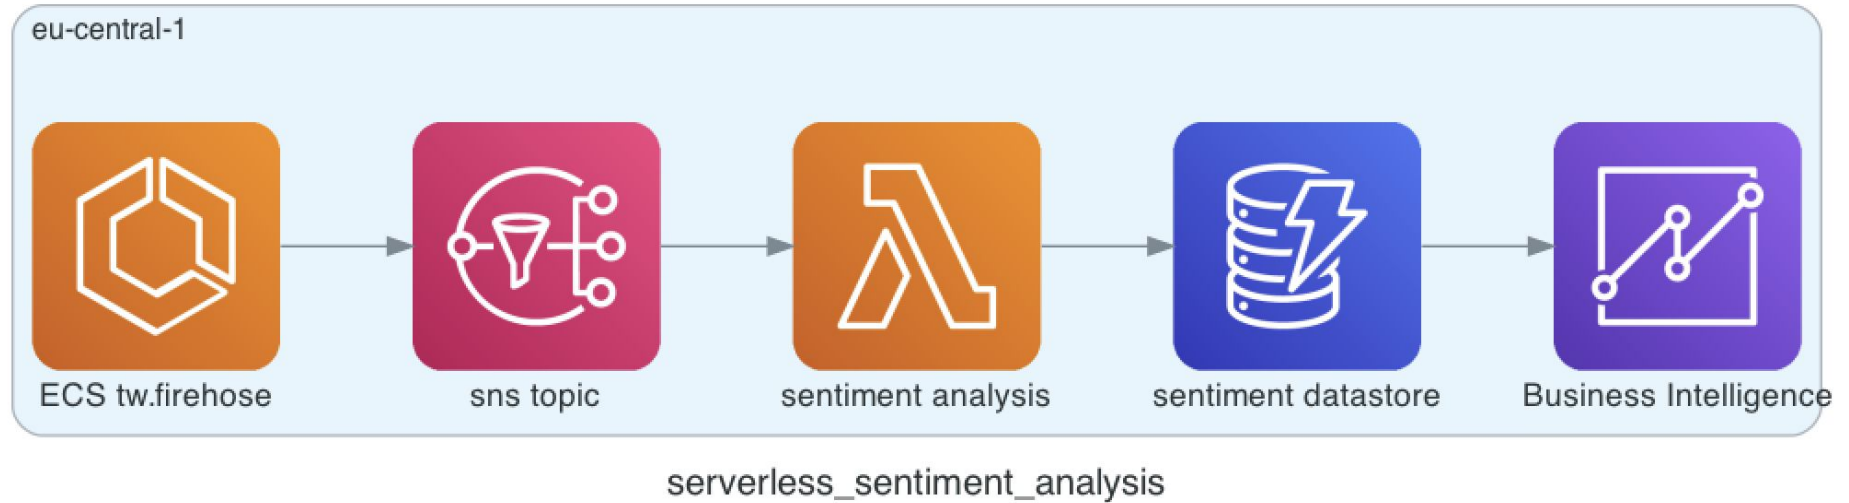 eu-central-1
ECS tw.firehose
sns topic
sentiment analysis
sentiment datastore
Business Intelligence
serverless_sentiment_analysis